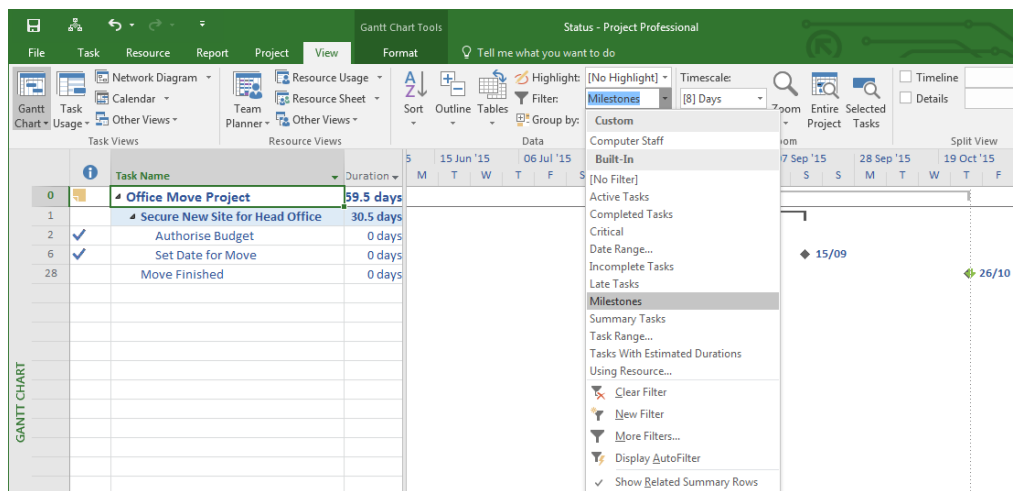 Gantt Chart Tools
Status - Project Professional
File Task Resource Report Project View Format Tell me what you want to do
Gantt Chart
Task Usage
Network Diagram
Calendar
Other Views
Task Views
Team Planner
Resource Usage
Resource Sheet
Other Views
Resource Views
Sort
Outline
Tables
Highlight: [No Highlight]
Filter: Milestones
Group by:
Data
Timescale:
[8] Days
Zoom
Entire Project
Selected Tasks
oom
Timeline
Details
Split View
Custom
Computer Staff
Built-In
[No Filter]
Active Tasks
Completed Tasks
Critical
Date Range...
Incomplete Tasks
Late Tasks
Milestones
Summary Tasks
Task Range...
Tasks With Estimated Durations
Using Resource...
Clear Filter
New Filter
More Filters...
Display AutoFilter
Show Related Summary Rows
Task Name Duration
5 15 Jun '15 06 Jul '15 7 Sep '15 28 Sep '15 19 Oct '15
M T W T F S S S M T W T F
0 Office Move Project 59.5 days
1 Secure New Site for Head Office 30.5 days
2 Authorise Budget 0 days
6 Set Date for Move 0 days 15/09
28 Move Finished 0 days 26/10
GANTT CHART